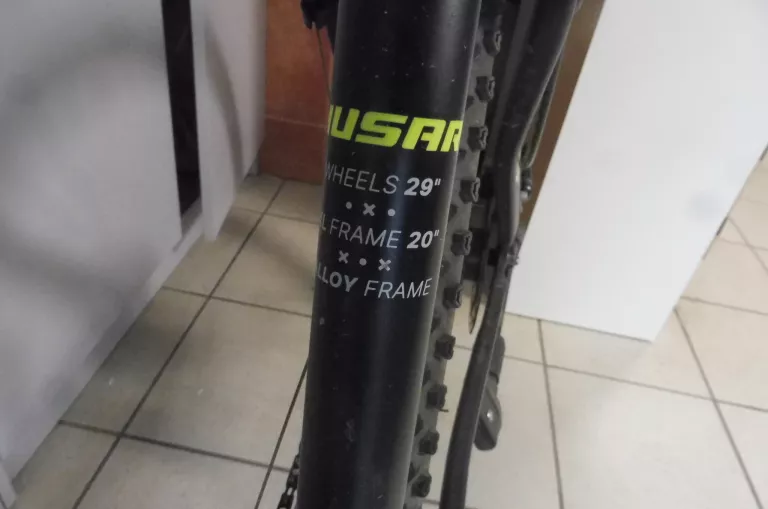 USAR
WHEELS 29"
L FRAME 20"
LLOY FRAME